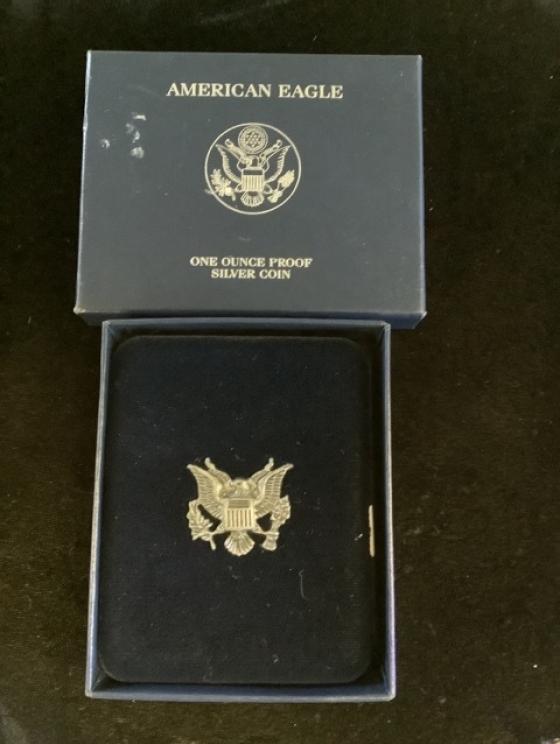 AMERICAN EAGLE
ONE OUNCE PROOF
SILVER COIN